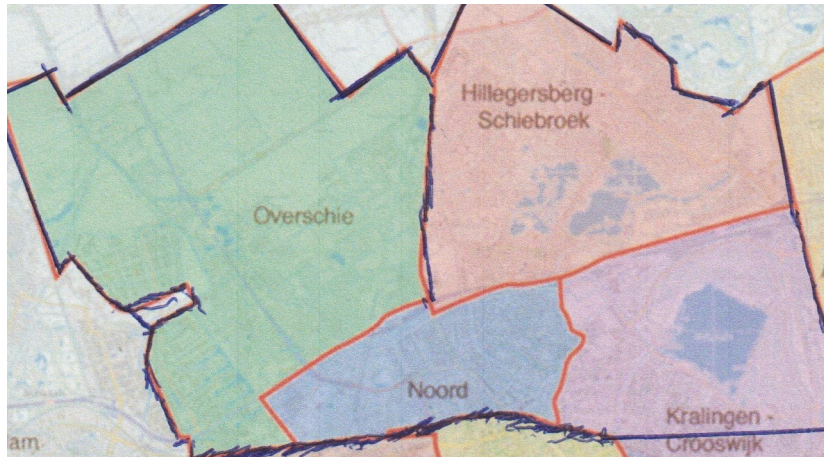 Hillegersberg -
Schiebroek
Overschie
Noord
Kralingen -
Crooswijk
am